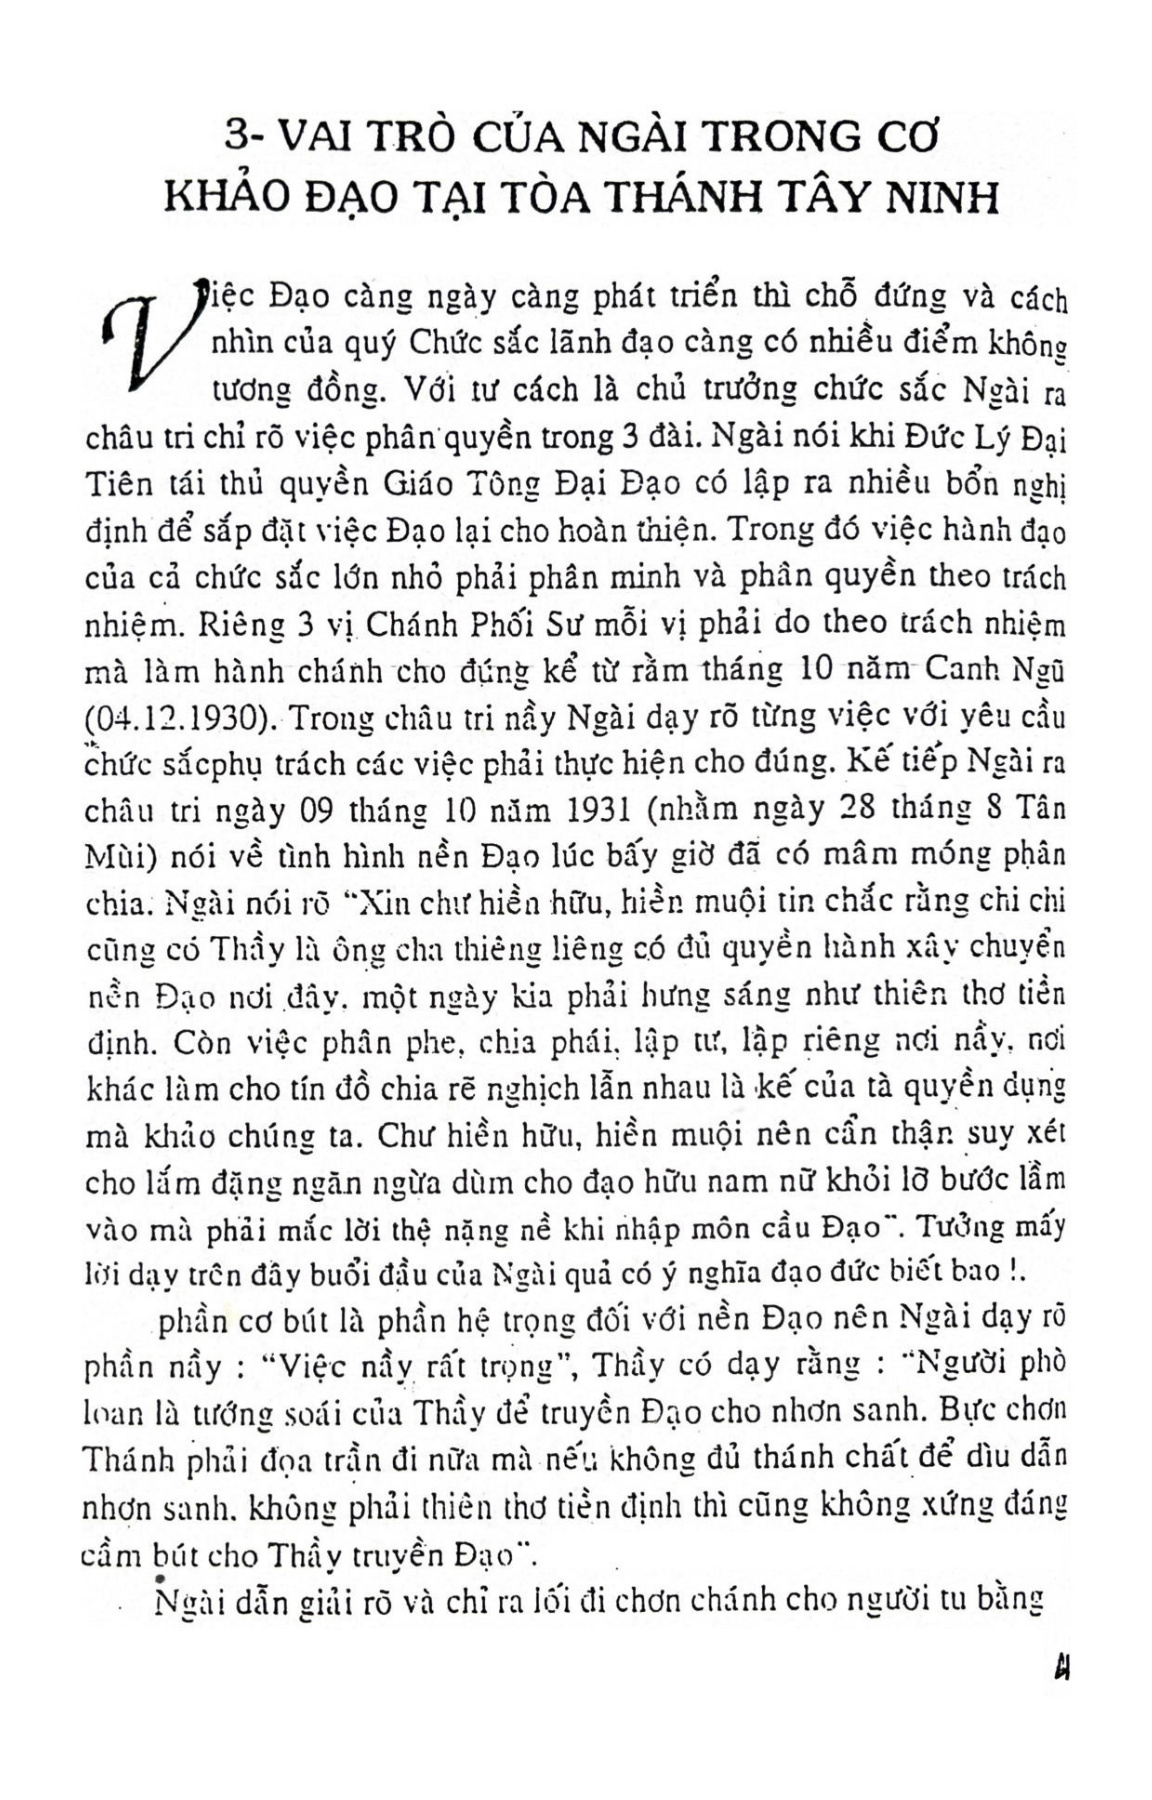 3- VAI TRÒ CỦA NGÀI TRONG CƠ
KHẢO ĐẠO TẠI TÒA THÁNH TÂY NINH
Việc Đạo càng ngày càng phát triển thì chỗ đứng và cách
nhìn của quý Chức sắc lãnh đạo càng có nhiều điểm không
tương đồng. Với tư cách là chủ trưởng chức sắc Ngài ra
châu tri chỉ rõ việc phân quyền trong 3 đài. Ngài nói khi Đức Lý Đại
Tiên tái thủ quyền Giáo Tông Đại Đạo có lập ra nhiều bổn nghị
định để sắp đặt việc Đạo lại cho hoàn thiện. Trong đó việc hành đạo
của cả chức sắc lớn nhỏ phải phân minh và phân quyền theo trách
nhiệm. Riêng 3 vị Chánh Phối Sư mỗi vị phải do theo trách nhiệm
mà làm hành chánh cho đúng kể từ rằm tháng 10 năm Canh Ngũ
(04.12.1930). Trong châu tri nầy Ngài dạy rõ từng việc với yêu cầu
chức sắcphụ trách các việc phải thực hiện cho đúng. Kế tiếp Ngài ra
châu tri ngày 09 tháng 10 năm 1931 (nhằm ngày 28 tháng 8 Tân
Mùi) nói về tình hình nền Đạo lúc bấy giờ đã có mâm móng phân
chia. Ngài nói rõ “Xin chư hiền hữu, hiền muội tin chắc rằng chi chi
cũng có Thầy là ông cha thiêng liêng có đủ quyền hành xây chuyển
nền Đạo nơi đây, một ngày kia phải hưng sáng như thiên thơ tiền
định. Còn việc phân phe, chia phái, lập tư, lập riêng nơi nầy, nơi
khác làm cho tín đồ chia rẽ nghịch lẫn nhau là kế của tà quyền dụng
mà khảo chúng ta. Chư hiền hữu, hiền muội nên cẩn thận suy xét
cho lắm đặng ngăn ngừa dùm cho đạo hữu nam nữ khỏi lỡ bước lầm
vào mà phải mắc lời thệ nặng nề khi nhập môn cầu Đạo”. Tưởng mấy
lời dạy trên đây buổi đầu của Ngài quả có ý nghĩa đạo đức biết bao !.
phần cơ bút là phần hệ trọng đối với nền Đạo nên Ngài dạy rõ
phần nầy : “Việc nầy rất trọng”, Thầy có dạy rằng : “Người phò
loan là tướng soái của Thầy để truyền Đạo cho nhơn sanh. Bực chơn
Thánh phải đọa trần đi nữa mà nếu không đủ thánh chất để dìu dẫn
nhơn sanh, không phải thiên thơ tiền định thì cũng không xứng đáng
cầm bút cho Thầy truyền Đạo”.
Ngài dẫn giải rõ và chỉ ra lối đi chơn chánh cho người tu bằng